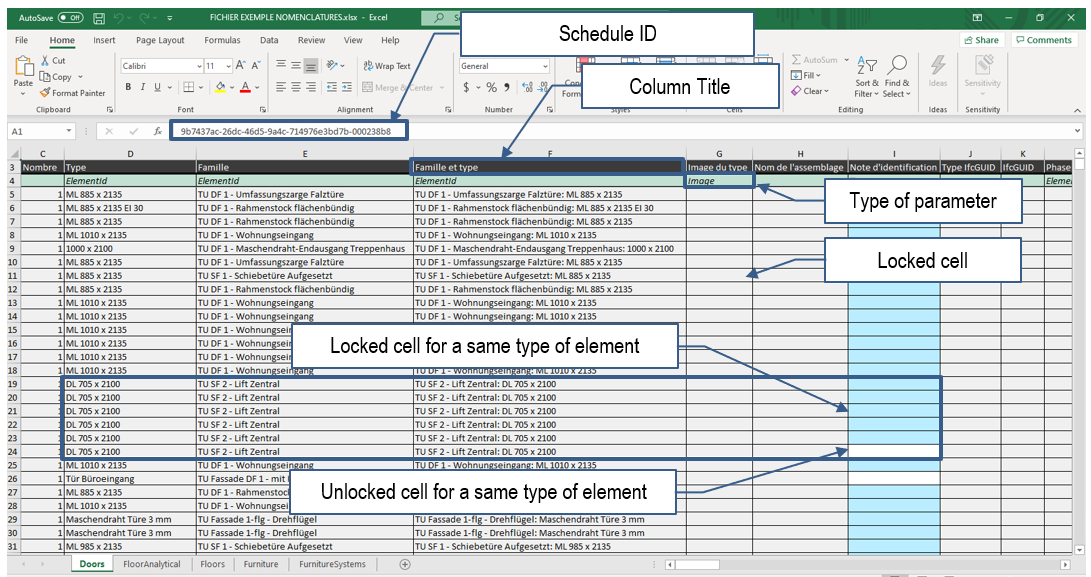 AutoSave Off
FICHIER EXEMPLE NOMENCLATURES.xlsx - Excel
File Home Insert Page Layout Formulas Data Review View Help
Share Comments
Schedule ID
Column Title
Paste
Cut
Copy
Format Painter
Clipboard
Calibri 11
B I U
Font
Wrap Text
Merge & Center
Alignment
General
$ %
Number
Styles
Cells
AutoSum
Fill
Clear
Sort & Filter
Find & Select
Editing
Ideas
Ideas
Sensitivity
Sensitivity
A1 fx 9b7437ac-26dc-46d5-9a4c-714976e3bd7b-000238b8
C D E F G H I J K
3 Nombre Type Famille Famille et type Image du type Nom de l'assemblage Note d'identification Type IfcGUID IfcGUID Phase
4 ElementId ElementId ElementId Image Elemen
5 1 ML 885 x 2135 TU DF 1 - Umfassungszarge Falztüre TU DF 1 - Umfassungszarge Falztüre: ML 885 x 2135
6 1 ML 885 x 2135 EI 30 TU DF 1 - Rahmenstock flächenbündig TU DF 1 - Rahmenstock flächenbündig: ML 885 x 2135 EI 30
7 1 ML 885 x 2135 TU DF 1 - Rahmenstock flächenbündig TU DF 1 - Rahmenstock flächenbündig: ML 885 x 2135
8 1 ML 1010 x 2135 TU DF 1 - Wohnungseingang TU DF 1 - Wohnungseingang: ML 1010 x 2135
9 1 1000 x 2100 TU DF 1 - Maschendraht-Endausgang Treppenhaus TU DF 1 - Maschendraht-Endausgang Treppenhaus: 1000 x 2100
10 1 ML 885 x 2135 TU DF 1 - Umfassungszarge Falztüre TU DF 1 - Umfassungszarge Falztüre: ML 885 x 2135
11 1 ML 885 x 2135 TU SF 1 - Schiebetüre Aufgesetzt TU SF 1 - Schiebetüre Aufgesetzt: ML 885 x 2135
12 1 ML 885 x 2135 TU DF 1 - Rahmenstock flächenbündig TU DF 1 - Rahmenstock flächenbündig: ML 885 x 2135
13 1 ML 1010 x 2135 TU DF 1 - Wohnungseingang TU DF 1 - Wohnungseingang: ML 1010 x 2135
14 1 ML 1010 x 2135 TU DF 1 - Wohnungseingang TU DF 1 - Wohnungseingang: ML 1010 x 2135
15 1 ML 1010 x 2135 TU DF 1 - Wohnungsein
16 1 ML 1010 x 2135 TU DF 1 - Wohnungsein
17 1 ML 1010 x 2135 TU DF 1 - Wohnungsein
18 1 ML 1010 x 2135 TU DF 1 - Wohnungseingang TU DF 1 - Wohnungseingang: ML 1010 x 2135
19 1 DL 705 x 2100 TU SF 2 - Lift Zentral TU SF 2 - Lift Zentral: DL 705 x 2100
20 1 DL 705 x 2100 TU SF 2 - Lift Zentral TU SF 2 - Lift Zentral: DL 705 x 2100
21 1 DL 705 x 2100 TU SF 2 - Lift Zentral TU SF 2 - Lift Zentral: DL 705 x 2100
22 1 DL 705 x 2100 TU SF 2 - Lift Zentral TU SF 2 - Lift Zentral: DL 705 x 2100
23 1 DL 705 x 2100 TU SF 2 - Lift Zentral TU SF 2 - Lift Zentral: DL 705 x 2100
24 1 DL 705 x 2100 TU SF 2 - Lift Zentral TU SF 2 - Lift Zentral: DL 705 x 2100
25 1 ML 1010 x 2135 TU DF 1 - Wohnungseingang TU DF 1 - Wohnungseingang: ML 1010 x 2135
26 1 Tür Büroeingang TU Fassade DF 1 - mit
27 1 ML 885 x 2135 TU DF 1 - Rahmenstock
28 1 ML 1010 x 2135 TU DF 1 - Wohnungsein
29 1 Maschendraht Türe 3 mm TU Fassade 1-flg - Drehflügel TU Fassade 1-flg - Drehflügel: Maschendraht Türe 3 mm
30 1 Maschendraht Türe 3 mm TU Fassade 1-flg - Drehflügel TU Fassade 1-flg - Drehflügel: Maschendraht Türe 3 mm
31 1 ML 985 x 2135 TU SF 1 - Schiebetüre Aufgesetzt TU SF 1 - Schiebetüre Aufgesetzt: ML 985 x 2135
Type of parameter
Locked cell
Locked cell for a same type of element
Unlocked cell for a same type of element
Doors FloorAnalytical Floors Furniture FurnitureSystems